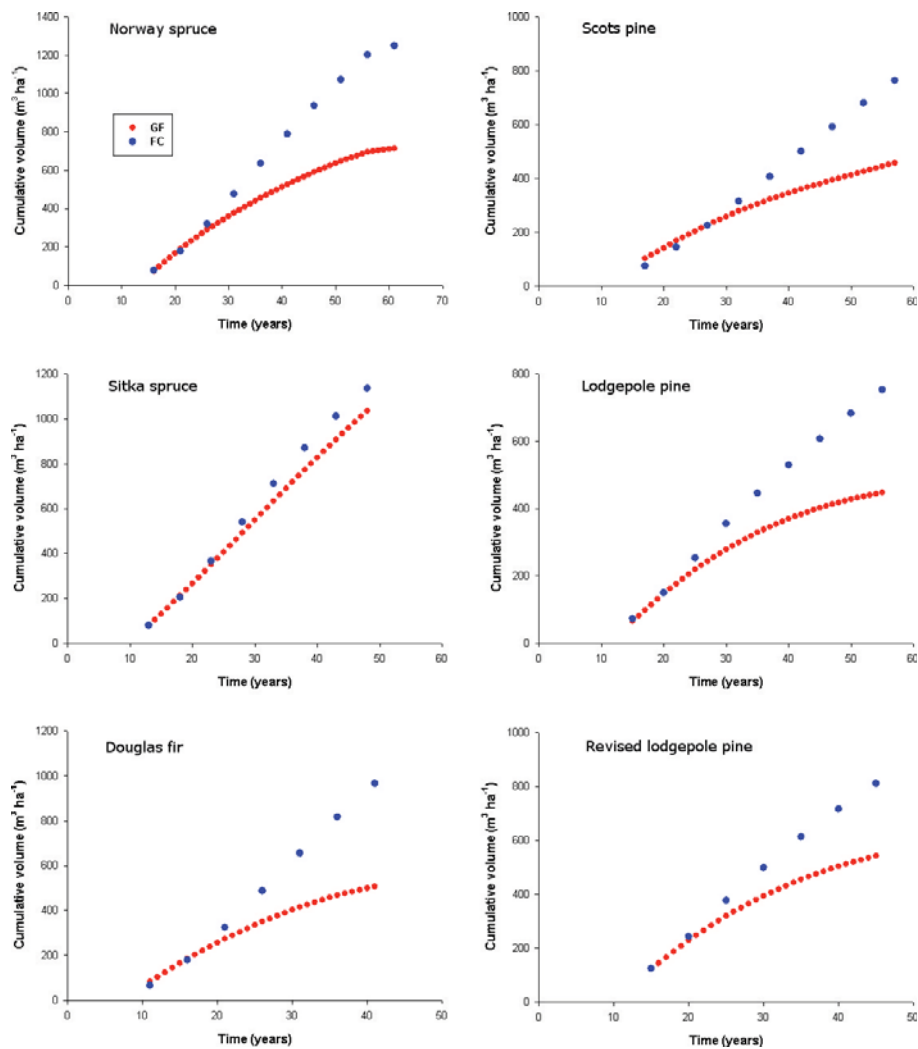 Norway spruce
GF
FC
Cumulative volume (m³ ha⁻¹)
1400
1200
1000
800
600
400
200
0
0 10 20 30 40 50 60 70
Time (years)
Scots pine
Cumulative volume (m³ ha⁻¹)
1000
800
600
400
200
0
0 10 20 30 40 50 60
Time (years)
Sitka spruce
Cumulative volume (m³ ha⁻¹)
1200
1000
800
600
400
200
0
0 10 20 30 40 50 60
Time (years)
Lodgepole pine
Cumulative volume (m³ ha⁻¹)
800
600
400
200
0
0 10 20 30 40 50 60
Time (years)
Douglas fir
Cumulative volume (m³ ha⁻¹)
1200
1000
800
600
400
200
0
0 10 20 30 40 50
Time (years)
Revised lodgepole pine
Cumulative volume (m³ ha⁻¹)
1000
800
600
400
200
0
0 10 20 30 40 50
Time (years)